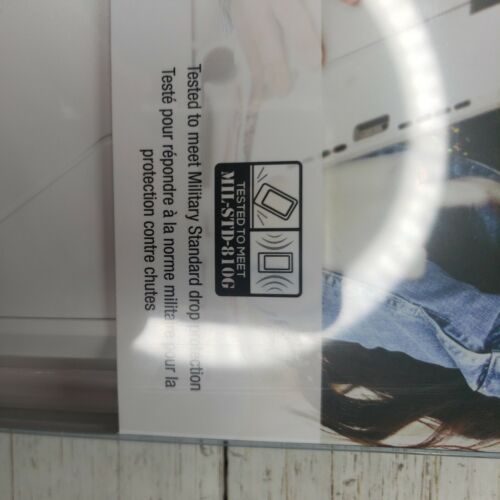 TESTED TO MEET
MIL-STD-810G
Tested to meet Military Standard drop protection
Testé pour répondre à la norme militaire pour la
protection contre chutes